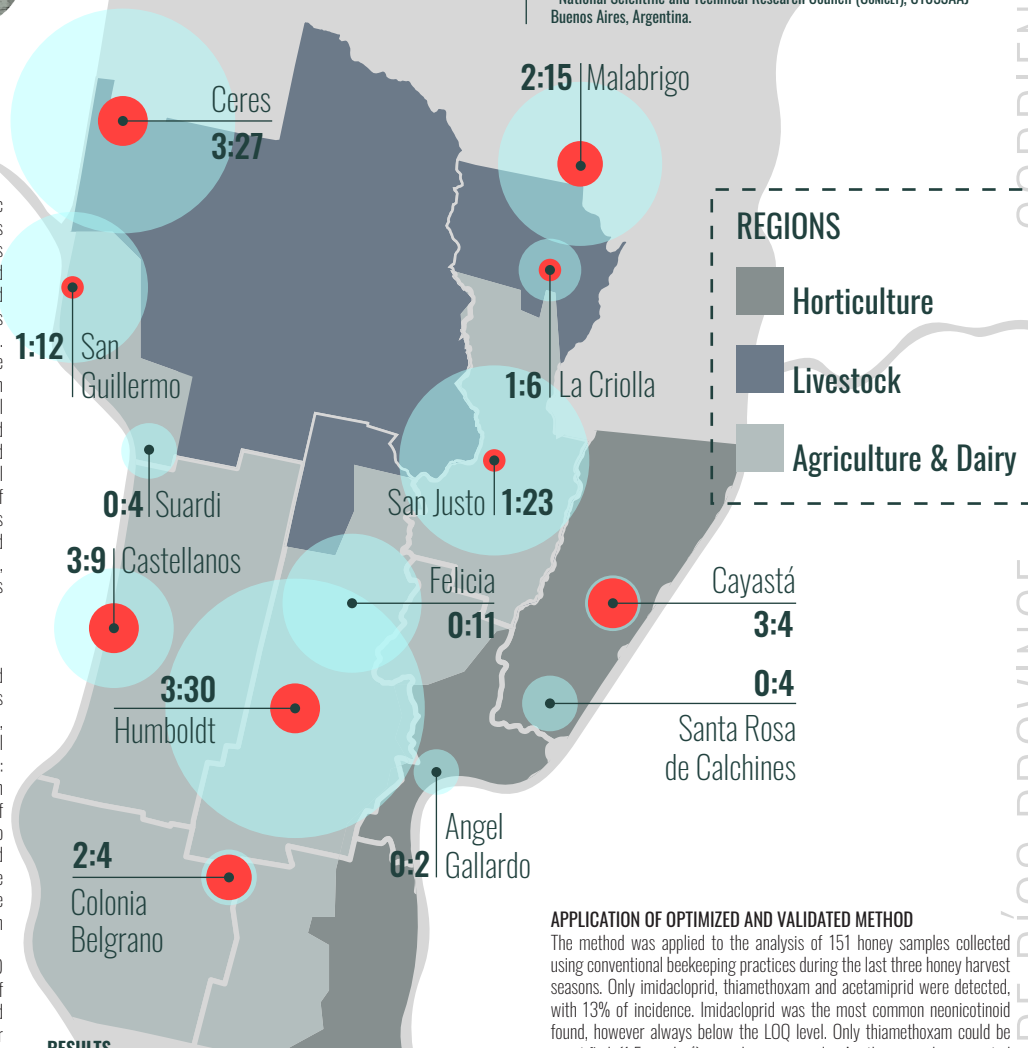 Buenos Aires, Argentina.
2:15 Malabrigo
Ceres
3:27
REGIONS
Horticulture
Livestock
Agriculture & Dairy
1:12 San
Guillermo
1:6 La Criolla
0:4 Suardi
San Justo 1:23
3:9 Castellanos
Felicia
0:11
Cayastá
3:4
3:30
Humboldt
0:4
Santa Rosa
de Calchines
Angel
0:2 Gallardo
2:4
Colonia
Belgrano
APPLICATION OF OPTIMIZED AND VALIDATED METHOD
The method was applied to the analysis of 151 honey samples collected
using conventional beekeeping practices during the last three honey harvest
seasons. Only imidacloprid, thiamethoxam and acetamiprid were detected,
with 13% of incidence. Imidacloprid was the most common neonicotinoid
found, however always below the LOQ level. Only thiamethoxam could be
RESULTS